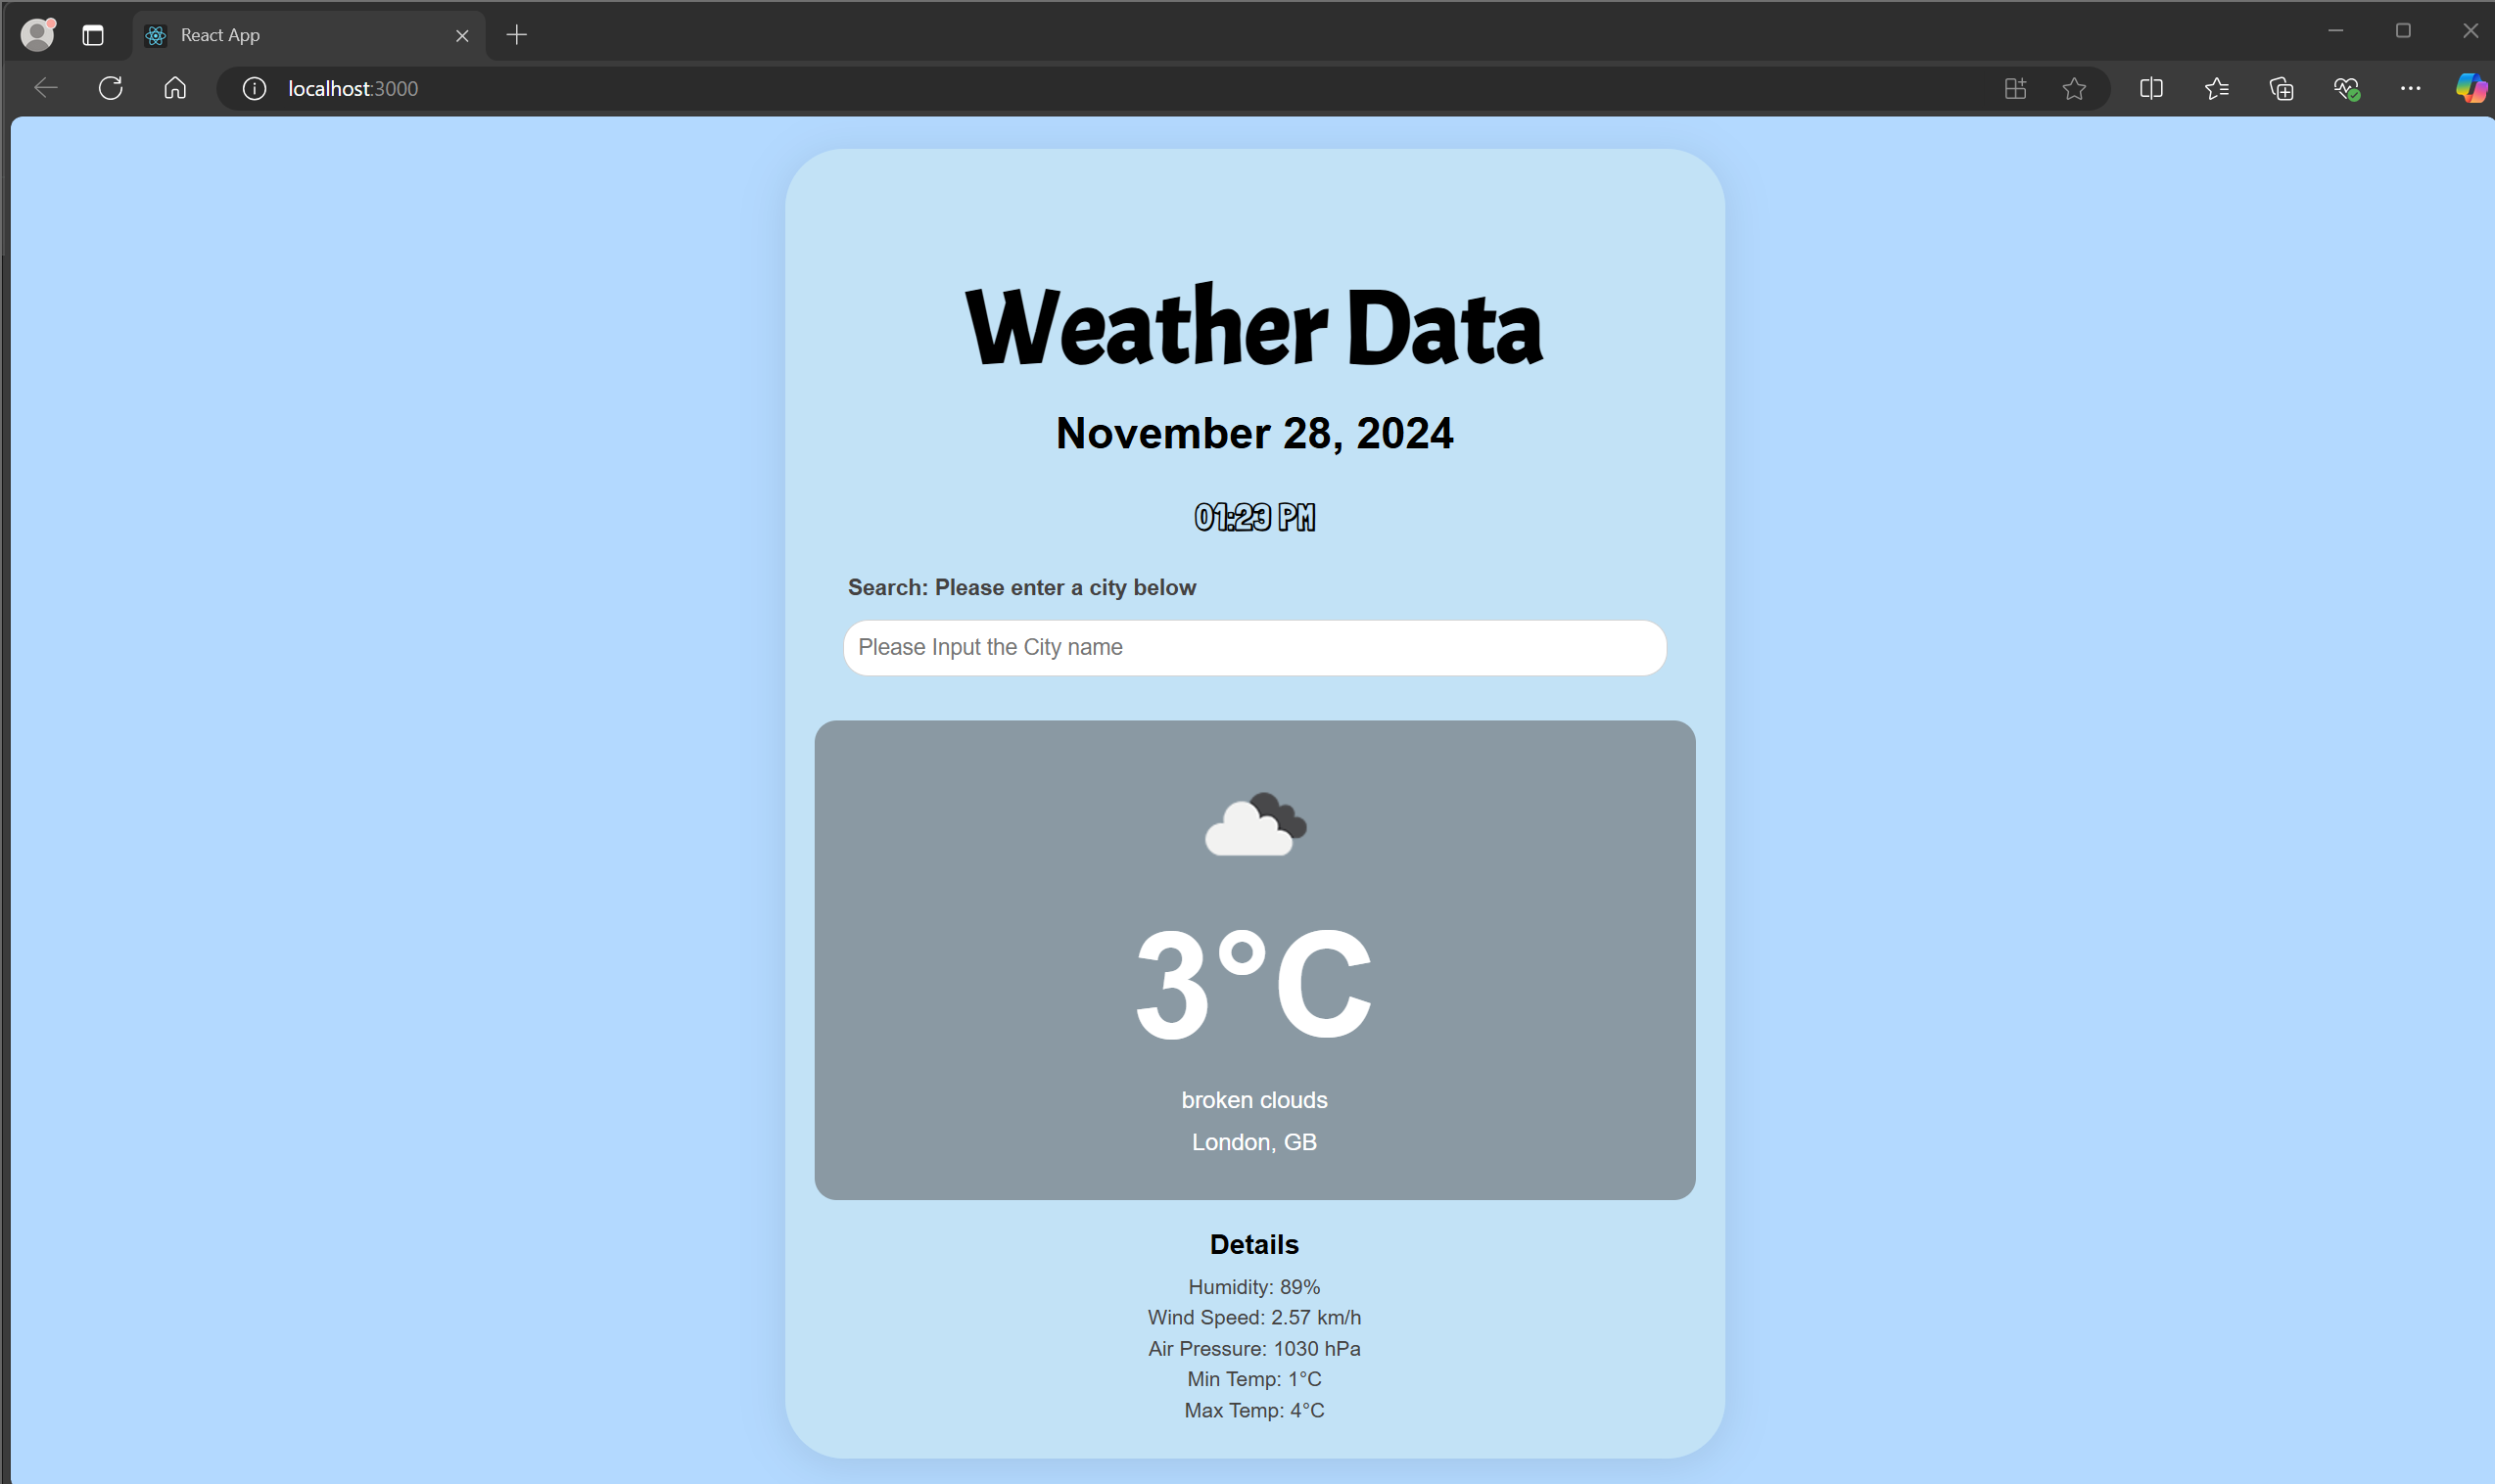 React App
localhost:3000
Weather Data
November 28, 2024
01:23 PM
Search: Please enter a city below
Please Input the City name
3°C
broken clouds
London, GB
Details
Humidity: 89%
Wind Speed: 2.57 km/h
Air Pressure: 1030 hPa
Min Temp: 1°C
Max Temp: 4°C